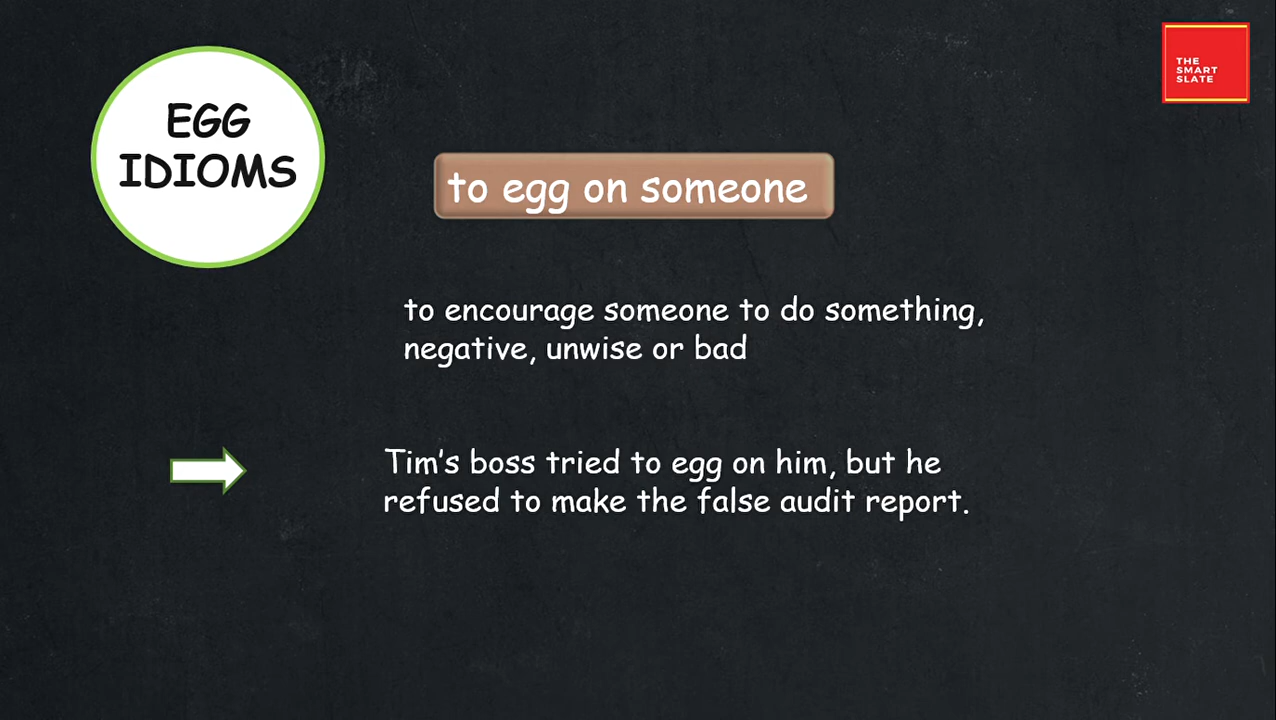 EGG
IDIOMS
THE
SMART
SLATE
to egg on someone
to encourage someone to do something,
negative, unwise or bad
Tim's boss tried to egg on him, but he
refused to make the false audit report.